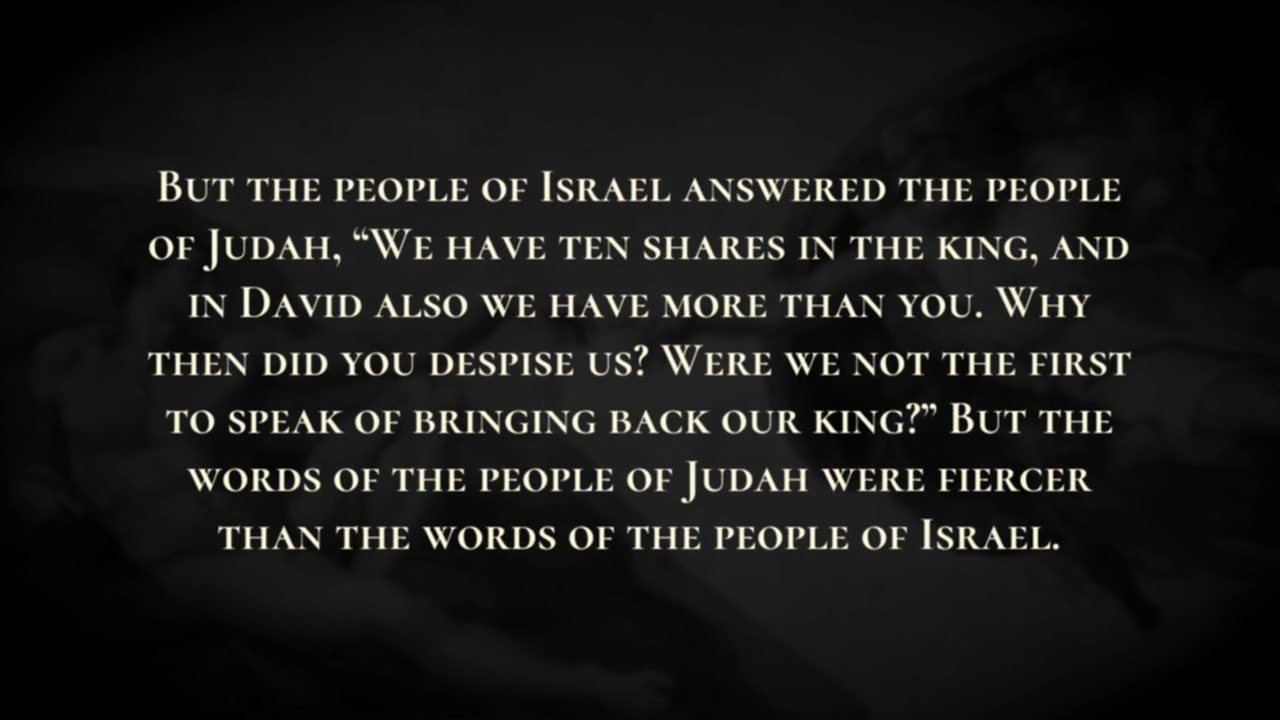 But the people of Israel answered the people
of Judah, “We have ten shares in the king, and
in David also we have more than you. Why
then did you despise us? Were we not the first
to speak of bringing back our king?” But the
words of the people of Judah were fiercer
than the words of the people of Israel.